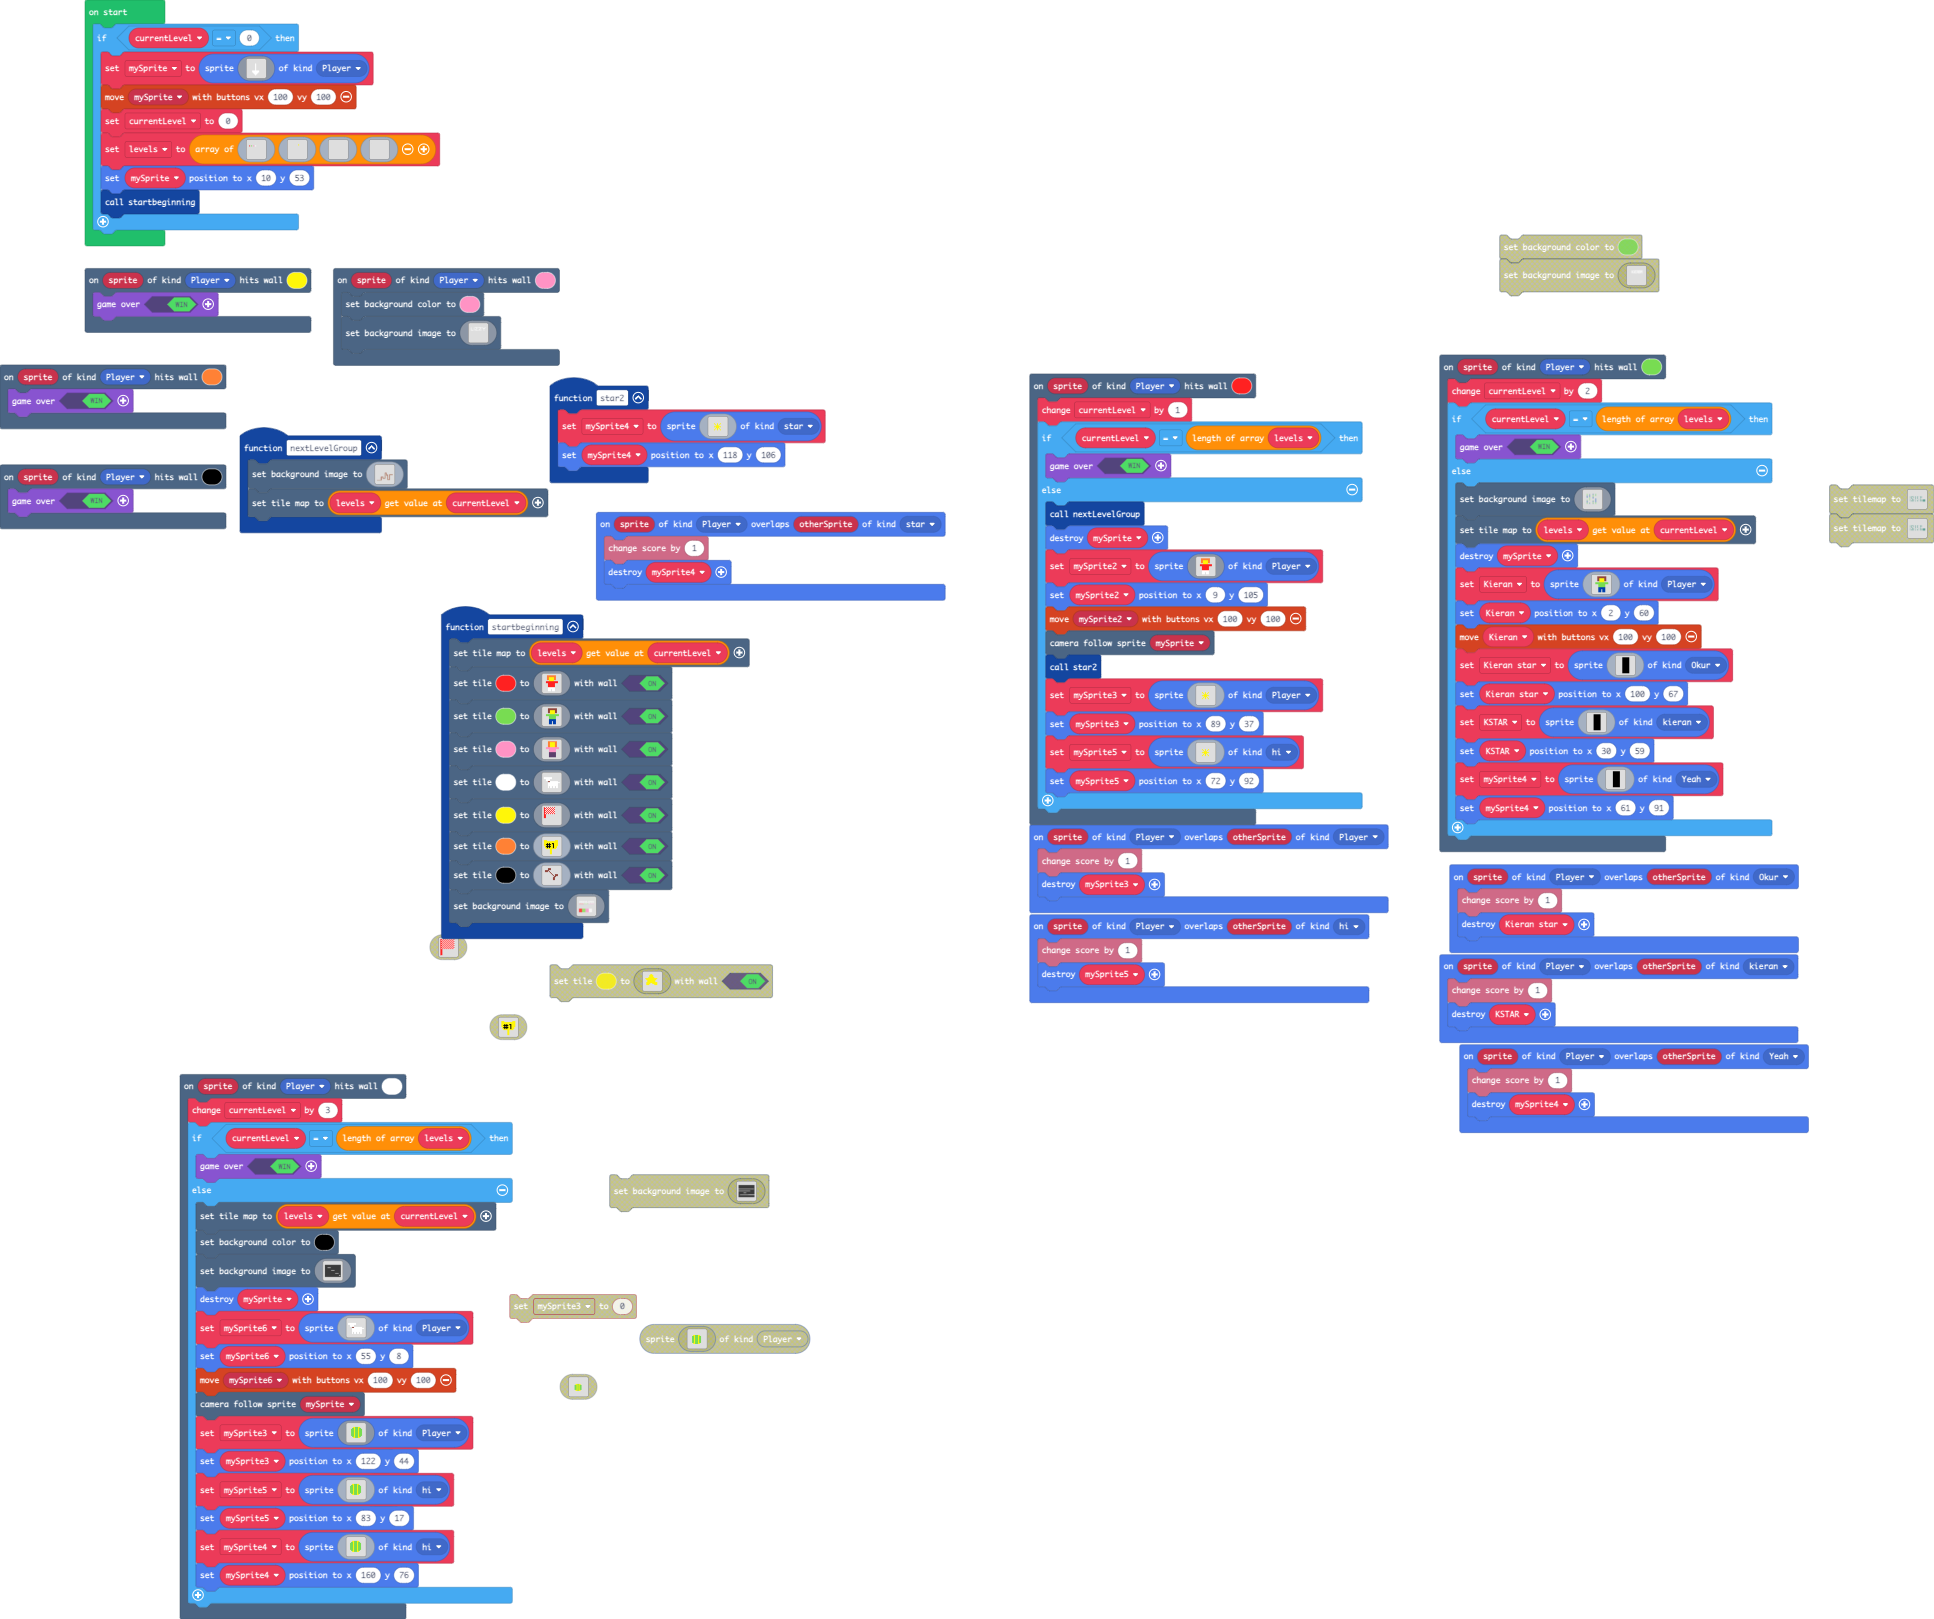 on start
if currentLevel = 0 then
set mySprite to sprite of kind Player
move mySprite with buttons vx 100 vy 100
set currentLevel to 0
set levels to array of
set mySprite position to x 10 y 53
call startbeginning
on sprite of kind Player hits wall
game over WIN
on sprite of kind Player hits wall
set background color to
set background image to
on sprite of kind Player hits wall
game over WIN
on sprite of kind Player hits wall
game over WIN
function nextLevelGroup
set background image to
set tile map to levels get value at currentLevel
function star2
set mySprite4 to sprite of kind star
set mySprite4 position to x 118 y 106
on sprite of kind Player overlaps otherSprite of kind star
change score by 1
destroy mySprite4
function startbeginning
set tile map to levels get value at currentLevel
set tile to with wall ON
set tile to with wall ON
set tile to with wall ON
set tile to with wall ON
set tile to with wall ON
set tile to #1 with wall ON
set tile to with wall ON
set background image to
set tile to with wall ON
#1
on sprite of kind Player hits wall
change currentLevel by 3
if currentLevel = length of array levels then
game over WIN
else
set tile map to levels get value at currentLevel
set background color to
set background image to
destroy mySprite
set mySprite6 to sprite of kind Player
set mySprite6 position to x 55 y 8
move mySprite6 with buttons vx 100 vy 100
camera follow sprite mySprite
set mySprite3 to sprite of kind Player
set mySprite3 position to x 122 y 44
set mySprite5 to sprite of kind hi
set mySprite5 position to x 83 y 17
set mySprite4 to sprite of kind hi
set mySprite4 position to x 160 y 76
set background image to
set mySprite3 to 0
sprite of kind Player
on sprite of kind Player hits wall
change currentLevel by 1
if currentLevel = length of array levels then
game over WIN
else
call nextLevelGroup
destroy mySprite
set mySprite2 to sprite of kind Player
set mySprite2 position to x 9 y 105
move mySprite2 with buttons vx 100 vy 100
camera follow sprite mySprite
call star2
set mySprite3 to sprite of kind Player
set mySprite3 position to x 89 y 37
set mySprite5 to sprite of kind hi
set mySprite5 position to x 72 y 92
on sprite of kind Player overlaps otherSprite of kind Player
change score by 1
destroy mySprite3
on sprite of kind Player overlaps otherSprite of kind hi
change score by 1
destroy mySprite5
set background color to
set background image to
on sprite of kind Player hits wall
change currentLevel by 2
if currentLevel = length of array levels then
game over WIN
else
set background image to
set tile map to levels get value at currentLevel
destroy mySprite
set Kieran to sprite of kind Player
set Kieran position to x 2 y 60
move Kieran with buttons vx 100 vy 100
set Kieran star to sprite of kind Okur
set Kieran star position to x 100 y 67
set KSTAR to sprite of kind kieran
set KSTAR position to x 30 y 59
set mySprite4 to sprite of kind Yeah
set mySprite4 position to x 61 y 91
on sprite of kind Player overlaps otherSprite of kind Okur
change score by 1
destroy Kieran star
on sprite of kind Player overlaps otherSprite of kind kieran
change score by 1
destroy KSTAR
on sprite of kind Player overlaps otherSprite of kind Yeah
change score by 1
destroy mySprite4
set tilemap to
set tilemap to